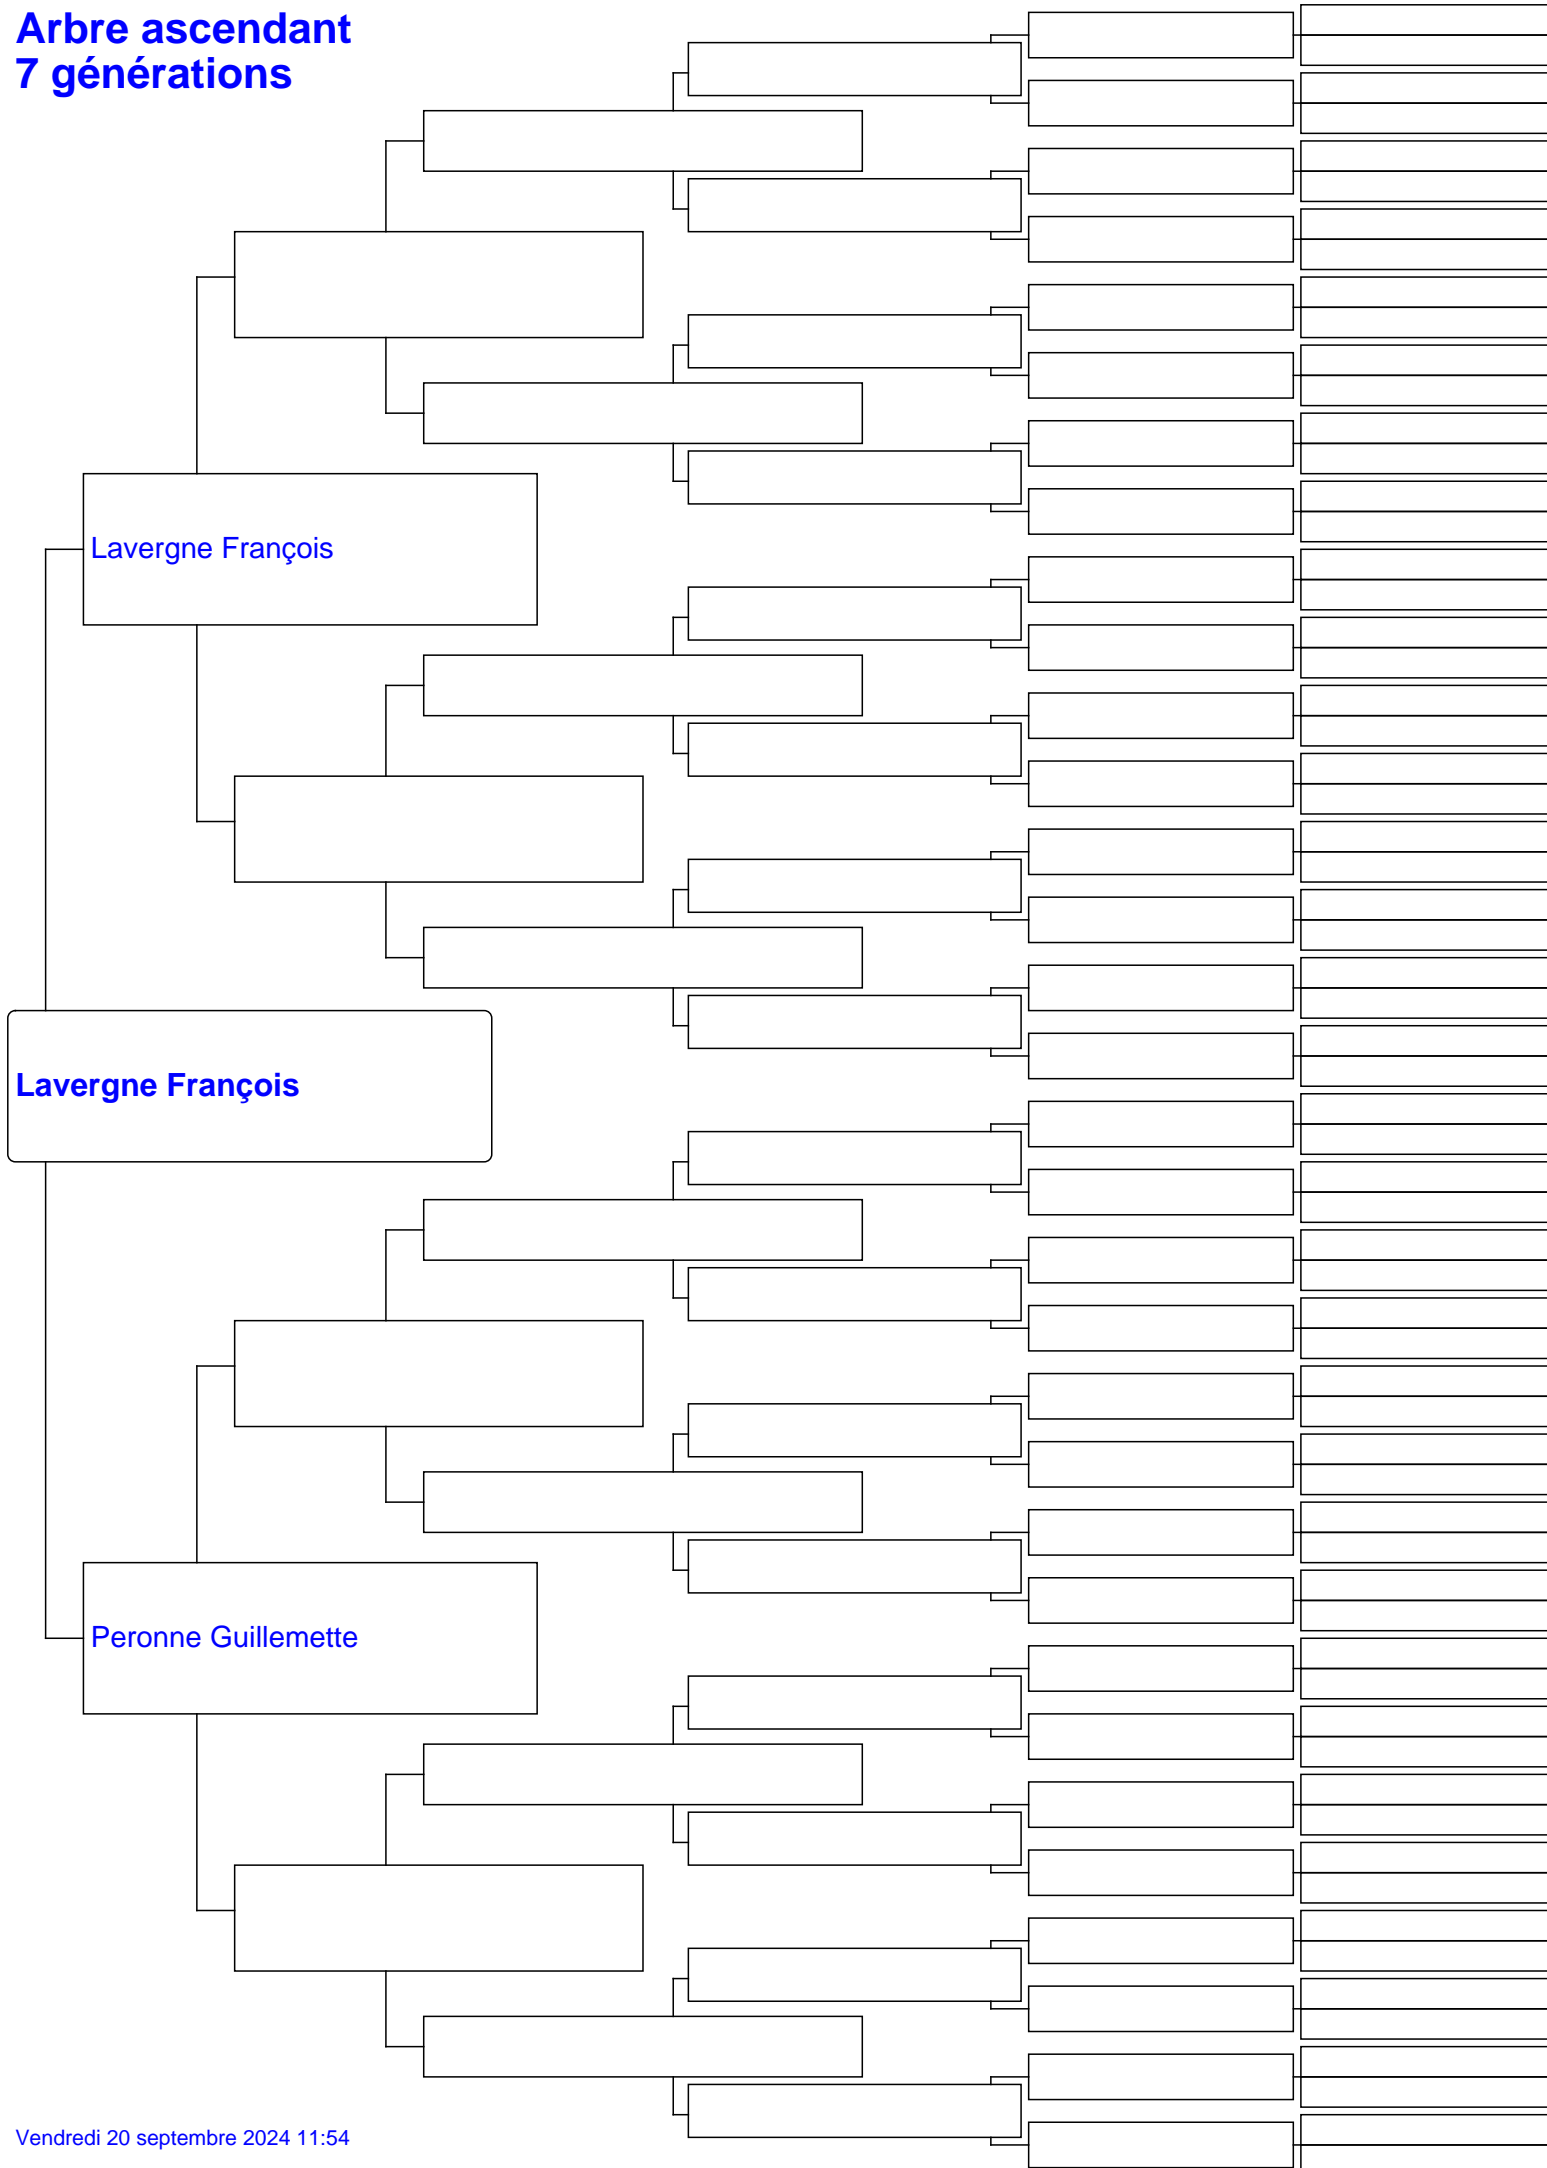 Arbre ascendant
7 générations
Lavergne François
Lavergne François
Peronne Guillemette
Vendredi 20 septembre 2024 11:54